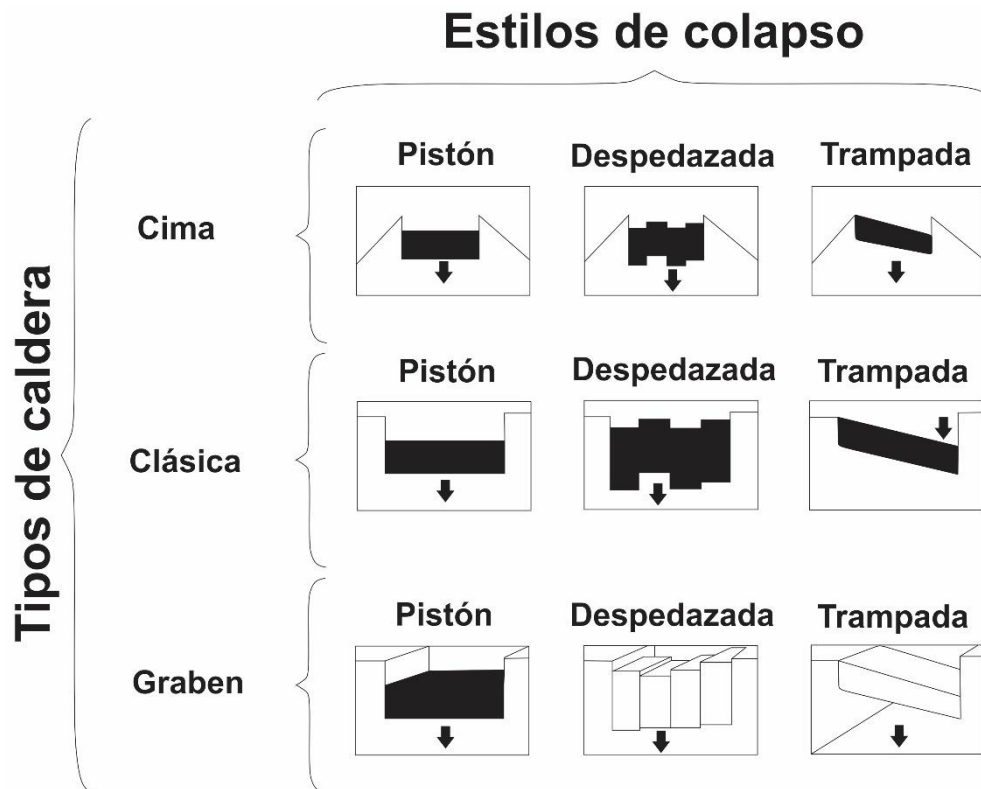 Estilos de colapso
Tipos de caldera
Cima
Pistón
Despedazada
Trampada
Clásica
Pistón
Despedazada
Trampada
Graben
Pistón
Despedazada
Trampada